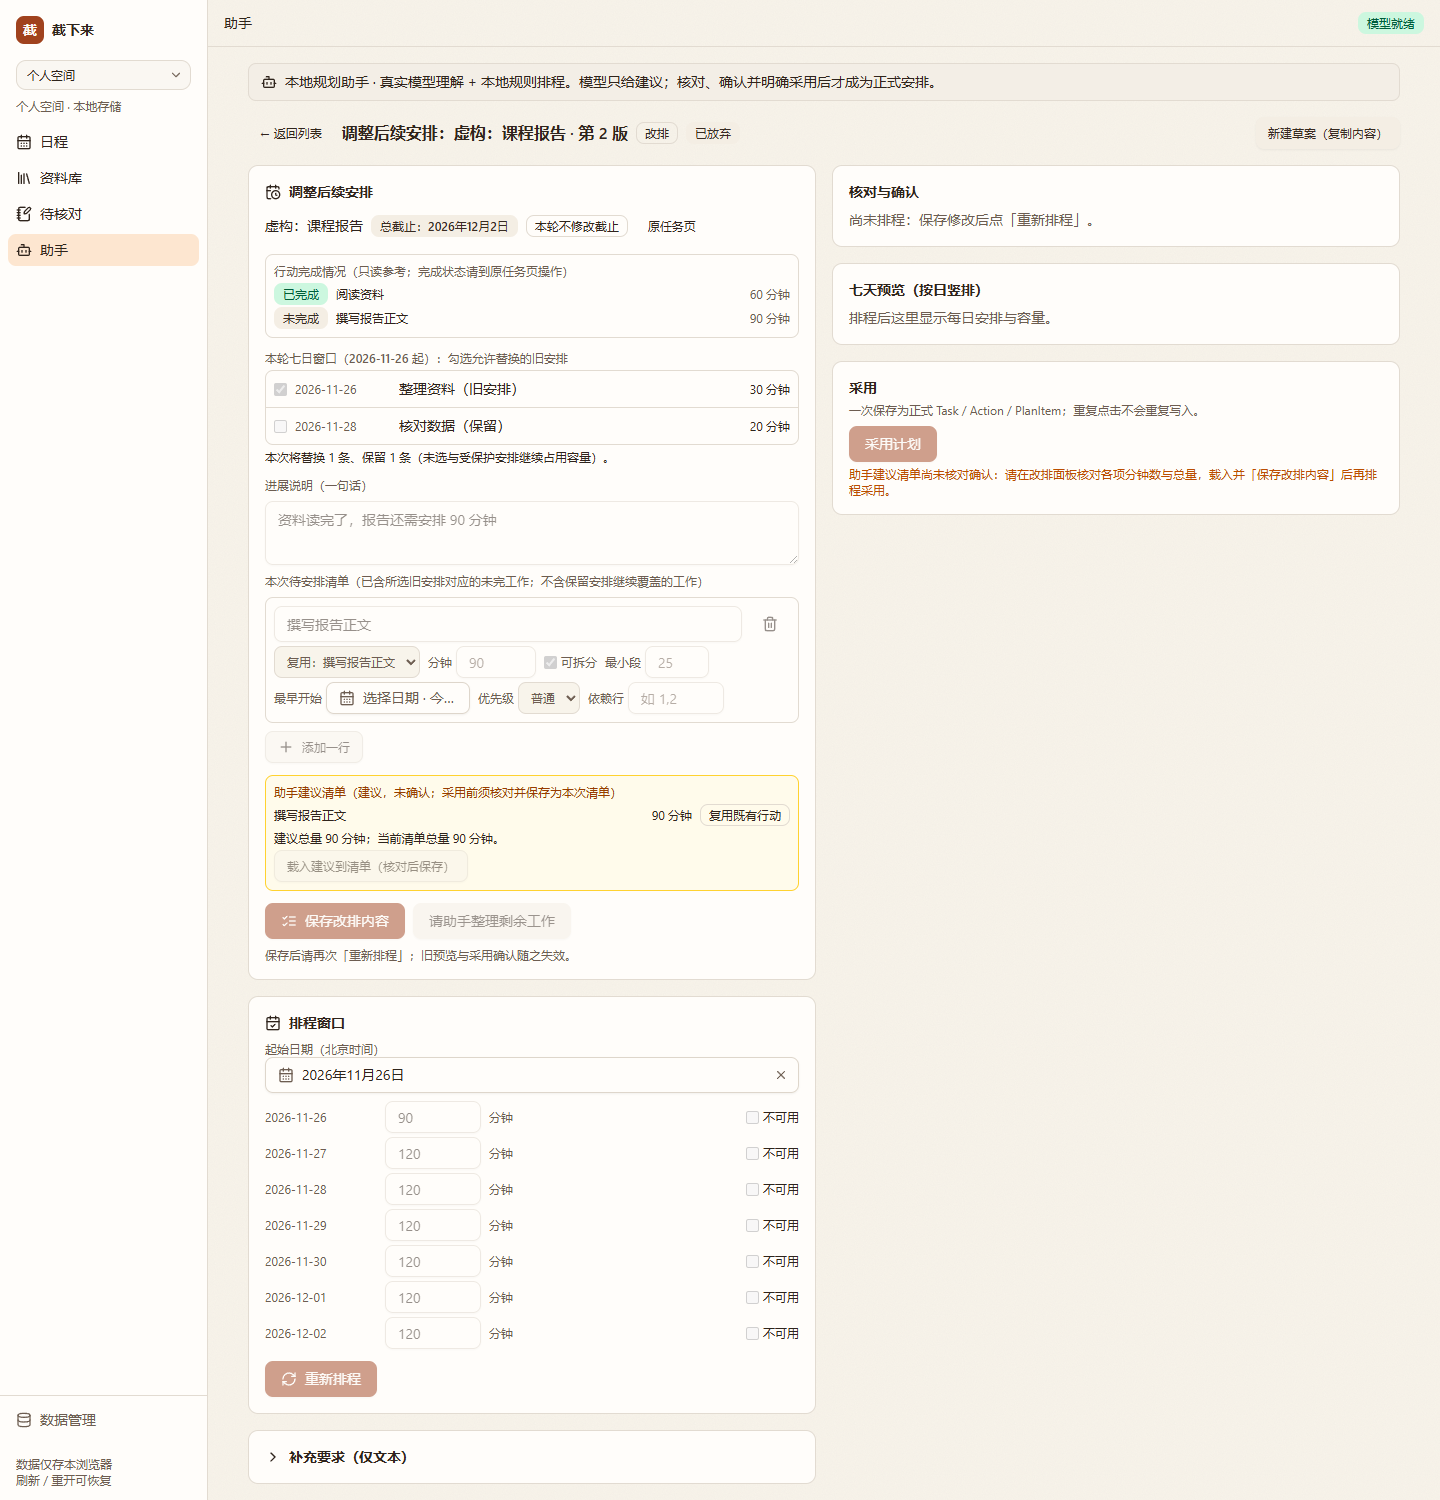 截 截下来
个人空间
个人空间 · 本地存储
日程
资料库
待核对
助手
数据管理
数据仅存本浏览器
刷新 / 重开可恢复
助手
模型就绪
本地规划助手 · 真实模型理解 + 本地规则排程。模型只给建议；核对、确认并明确采用后才成为正式安排。
←返回列表 调整后续安排：虚构：课程报告 · 第 2 版 改排 已放弃 新建草案（复制内容）
调整后续安排
虚构：课程报告 总截止：2026年12月2日 本轮不修改截止 原任务页
行动完成情况（只读参考；完成状态请到原任务页操作）
已完成 阅读资料 60 分钟
未完成 撰写报告正文 90 分钟
本轮七日窗口（2026-11-26 起）：勾选允许替换的旧安排
2026-11-26 整理资料（旧安排） 30 分钟
2026-11-28 核对数据（保留） 20 分钟
本次将替换 1 条、保留 1 条（未选与受保护安排继续占用容量）。
进展说明（一句话）
资料读完了，报告还需安排 90 分钟
本次待安排清单（已含所选旧安排对应的未完工作；不含保留安排继续覆盖的工作）
撰写报告正文
复用：撰写报告正文 分钟 90 可拆分 最小段 25
最早开始 选择日期 · 今... 优先级 普通 依赖行 如 1,2
添加一行
助手建议清单（建议，未确认；采用前须核对并保存为本次清单）
撰写报告正文 90 分钟 复用既有行动
建议总量 90 分钟；当前清单总量 90 分钟。
载入建议到清单（核对后保存）
保存改排内容 请助手整理剩余工作
保存后请再次「重新排程」；旧预览与采用确认随之失效。
排程窗口
起始日期（北京时间）
2026年11月26日
2026-11-26 90 分钟 不可用
2026-11-27 120 分钟 不可用
2026-11-28 120 分钟 不可用
2026-11-29 120 分钟 不可用
2026-11-30 120 分钟 不可用
2026-12-01 120 分钟 不可用
2026-12-02 120 分钟 不可用
重新排程
补充要求（仅文本）
核对与确认
尚未排程：保存修改后点「重新排程」。
七天预览（按日竖排）
排程后这里显示每日安排与容量。
采用
一次保存为正式 Task / Action / PlanItem；重复点击不会重复写入。
采用计划
助手建议清单尚未核对确认：请在改排面板核对各项分钟数与总量，载入并「保存改排内容」后再排
程采用。